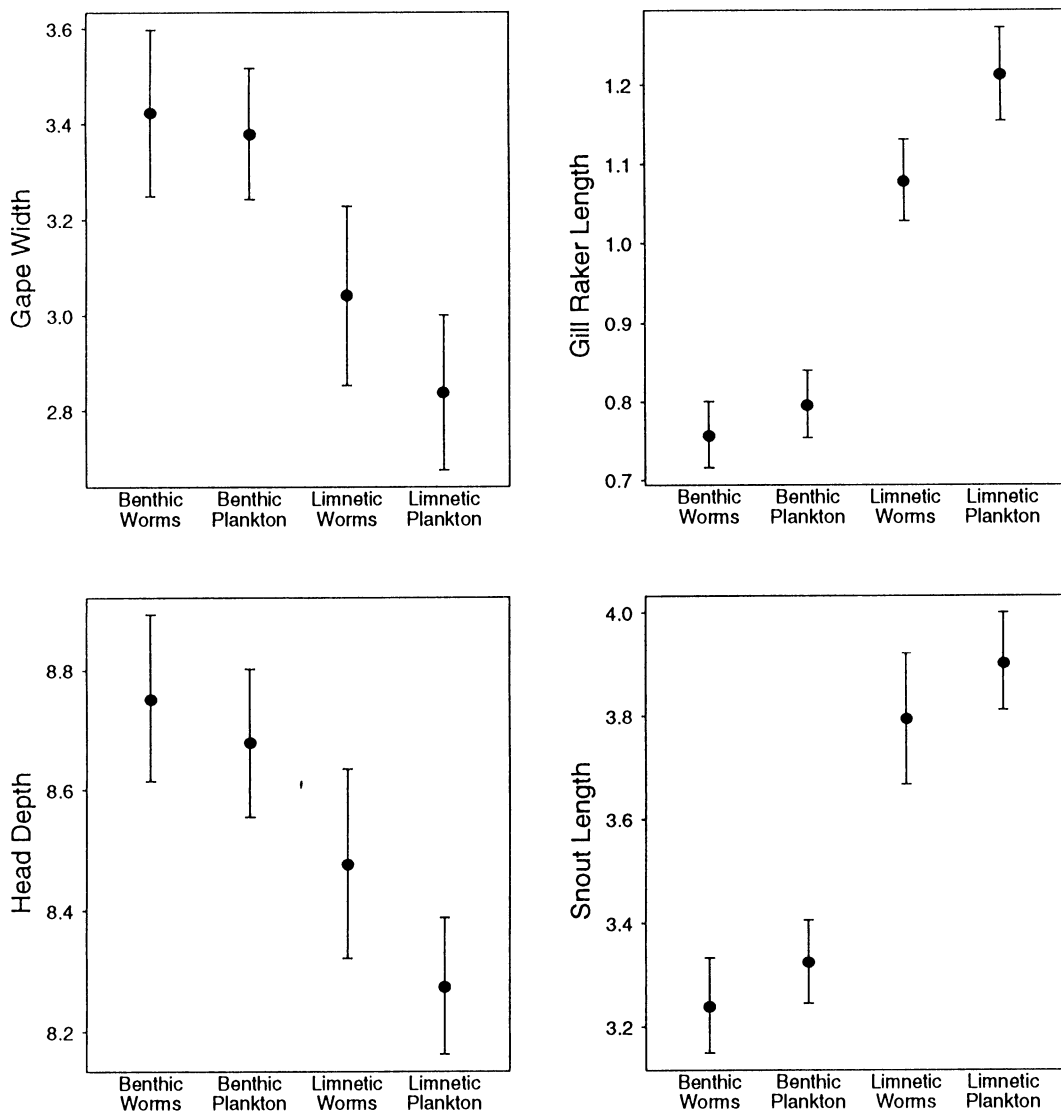 Gape Width
3.6
3.4
3.2
3.0
2.8
Benthic Worms
Benthic Plankton
Limnetic Worms
Limnetic Plankton
Gill Raker Length
1.2
1.1
1.0
0.9
0.8
0.7
Benthic Worms
Benthic Plankton
Limnetic Worms
Limnetic Plankton
Head Depth
8.8
8.6
8.4
8.2
Benthic Worms
Benthic Plankton
Limnetic Worms
Limnetic Plankton
Snout Length
4.0
3.8
3.6
3.4
3.2
Benthic Worms
Benthic Plankton
Limnetic Worms
Limnetic Plankton